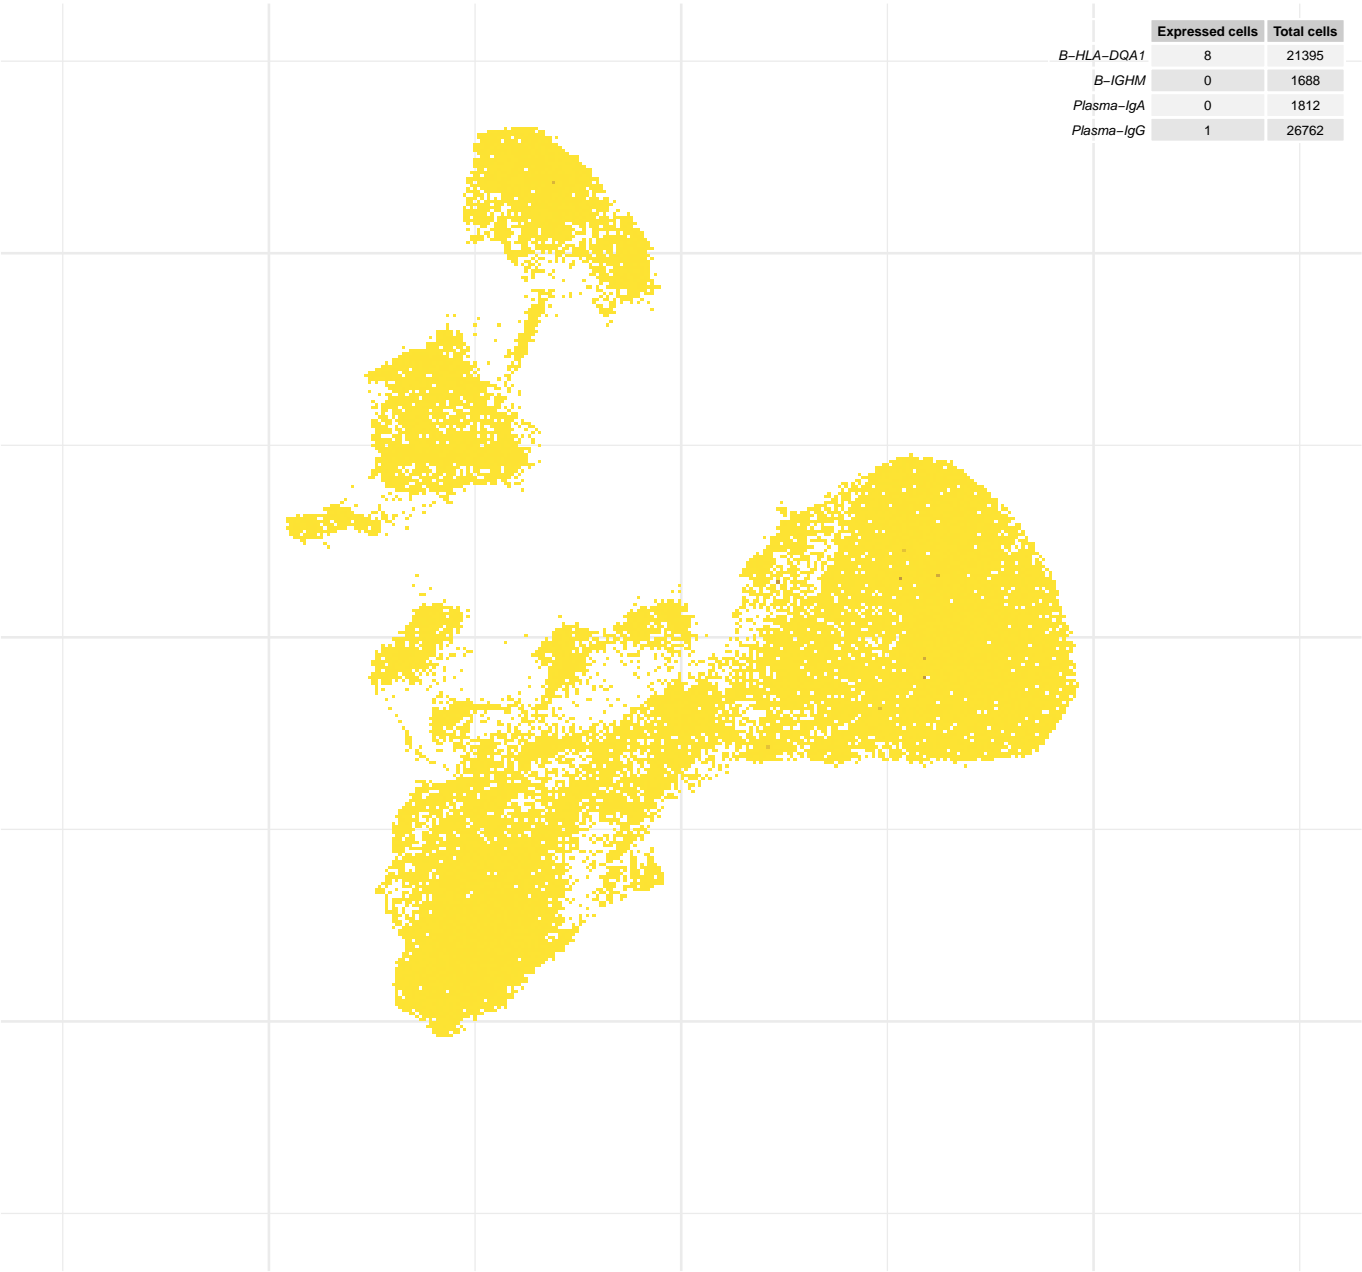 Expressed cells Total cells
B−HLA−DQA1 8 21395
B−IGHM 0 1688
Plasma−IgA 0 1812
Plasma−IgG 1 26762